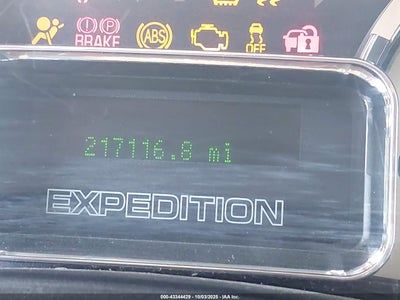 BRAKE
ABS
OFF
217116.8 mi
EXPEDITION
000-43344429 - 10/03/2025 - IAA Inc.